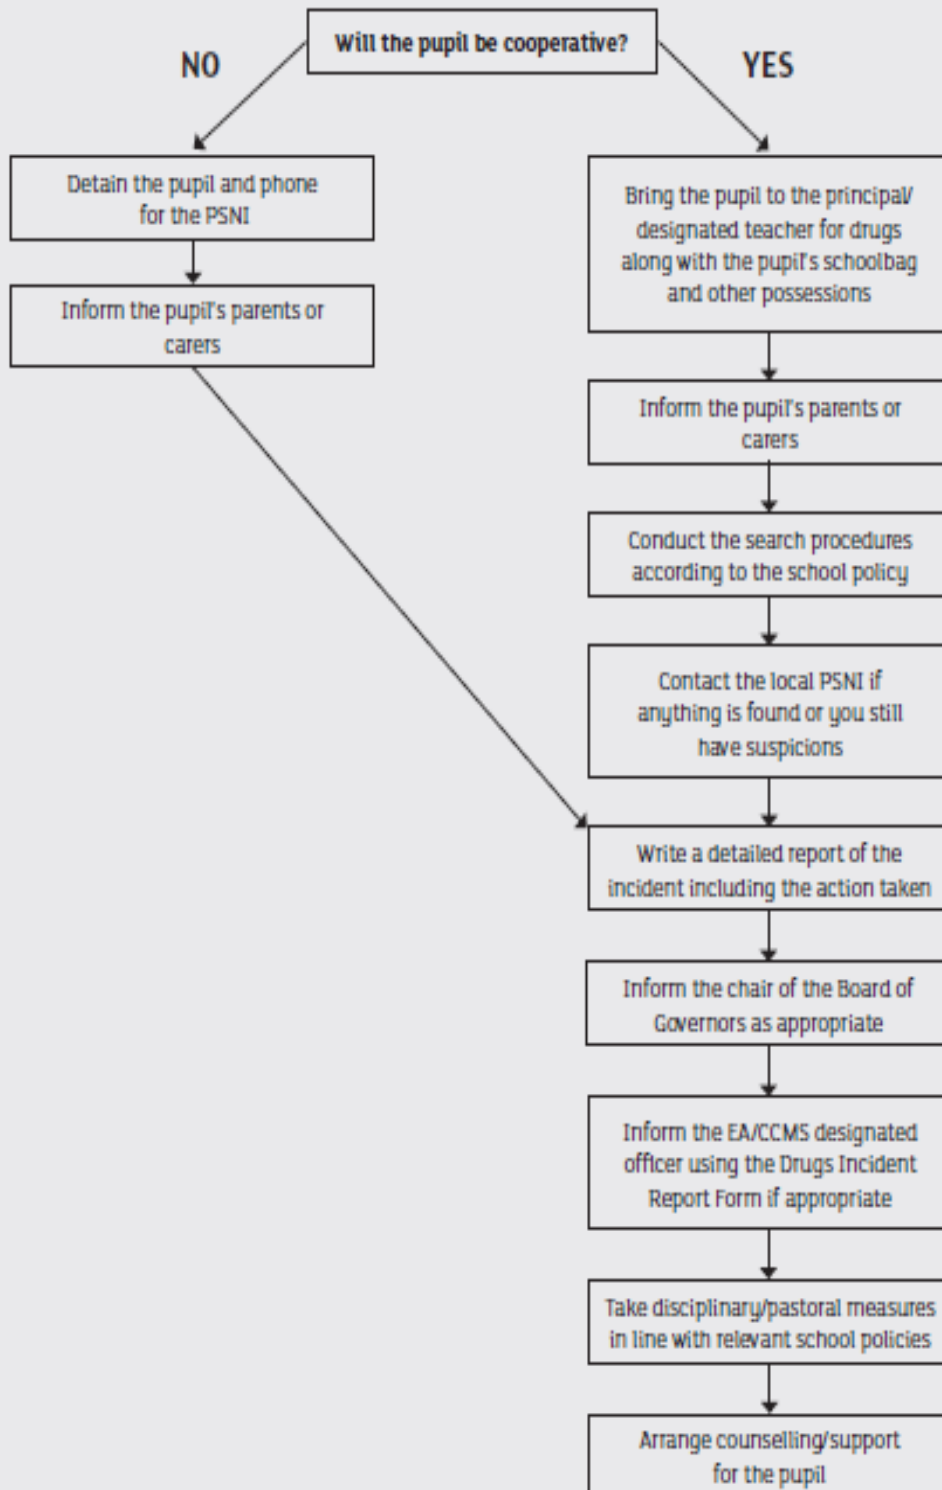 Will the pupil be cooperative?
NO
YES
Detain the pupil and phone
for the PSNI
Inform the pupil's parents or
carers
Bring the pupil to the principal/
designated teacher for drugs
along with the pupil's schoolbag
and other possessions
Inform the pupil's parents or
carers
Conduct the search procedures
according to the school policy
Contact the local PSNI if
anything is found or you still
have suspicions
Write a detailed report of the
incident including the action taken
Inform the chair of the Board of
Governors as appropriate
Inform the EA/CCMS designated
officer using the Drugs Incident
Report Form if appropriate
Take disciplinary/pastoral measures
in line with relevant school policies
Arrange counselling/support
for the pupil